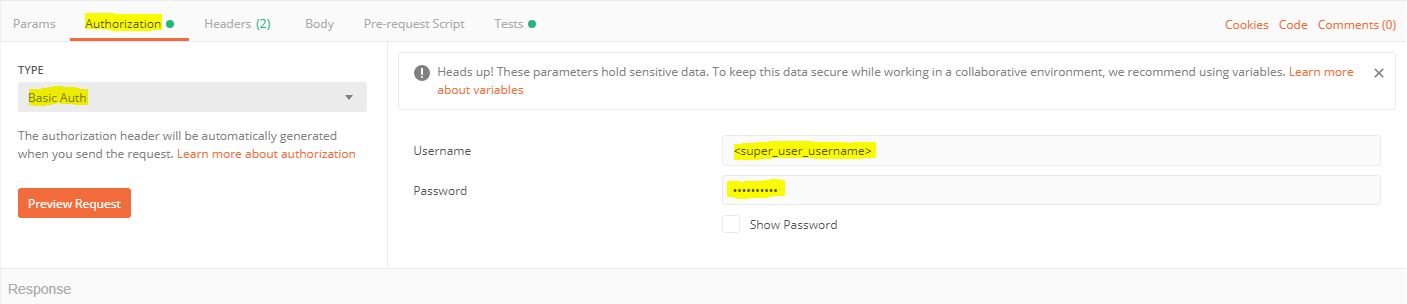 Params Authorization Headers (2) Body Pre-request Script Tests Cookies Code Comments (0)
TYPE
Basic Auth
The authorization header will be automatically generated
when you send the request. Learn more about authorization
Preview Request
Heads up! These parameters hold sensitive data. To keep this data secure while working in a collaborative environment, we recommend using variables. Learn more
about variables
Username <super_user_username>
Password ••••••••••
Show Password
Response